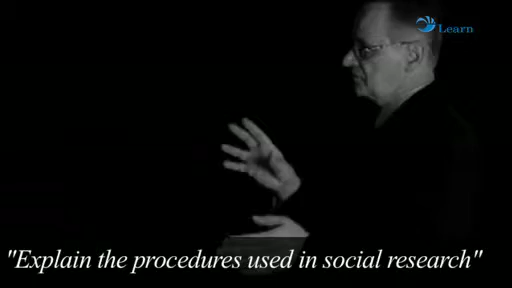 Learn
"Explain the procedures used in social research"